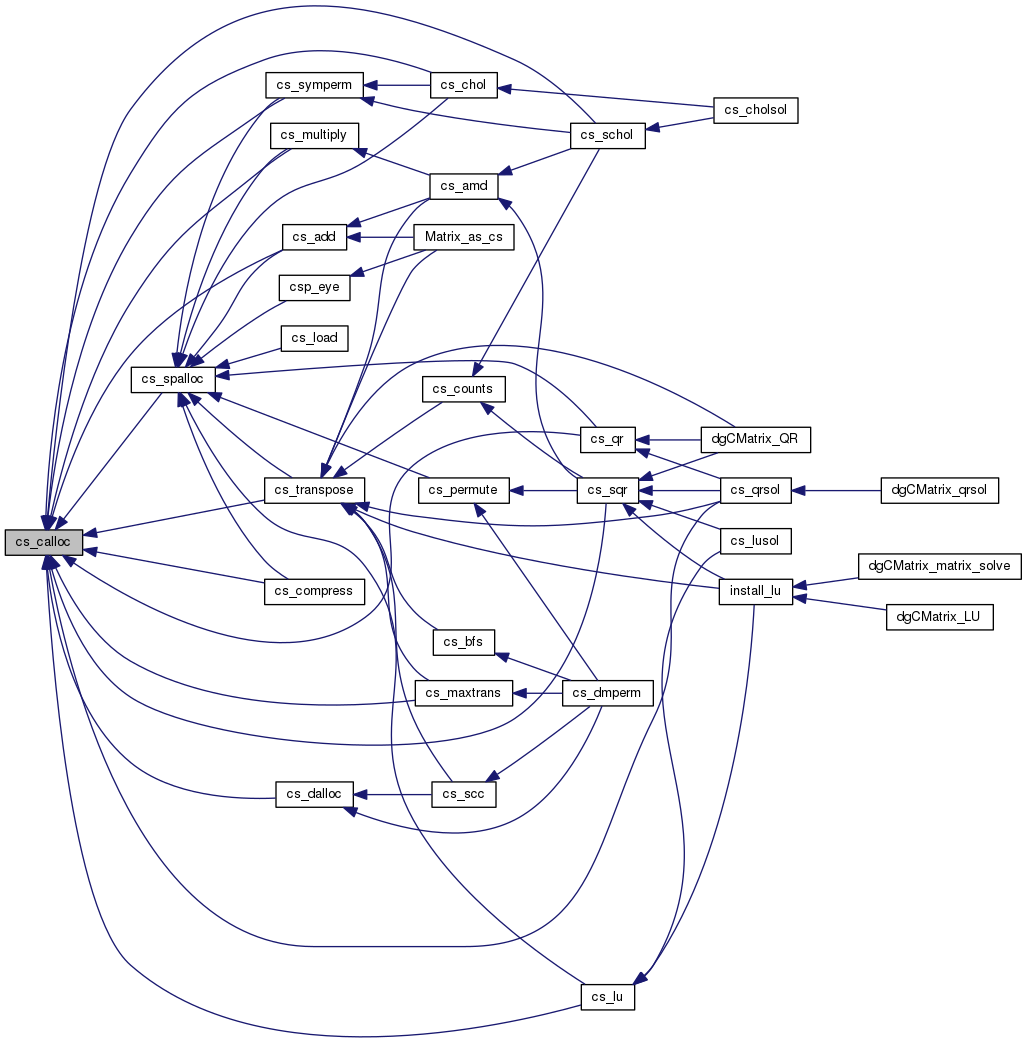 cs_symperm
cs_chol
cs_cholsol
cs_multiply
cs_schol
cs_amd
cs_add
Matrix_as_cs
csp_eye
cs_load
cs_spalloc
cs_counts
cs_qr
dgCMatrix_QR
cs_transpose
cs_permute
cs_sqr
cs_qrsol
dgCMatrix_qrsol
cs_calloc
cs_lusol
dgCMatrix_matrix_solve
cs_compress
install_lu
dgCMatrix_LU
cs_bfs
cs_maxtrans
cs_dmperm
cs_dalloc
cs_scc
cs_lu